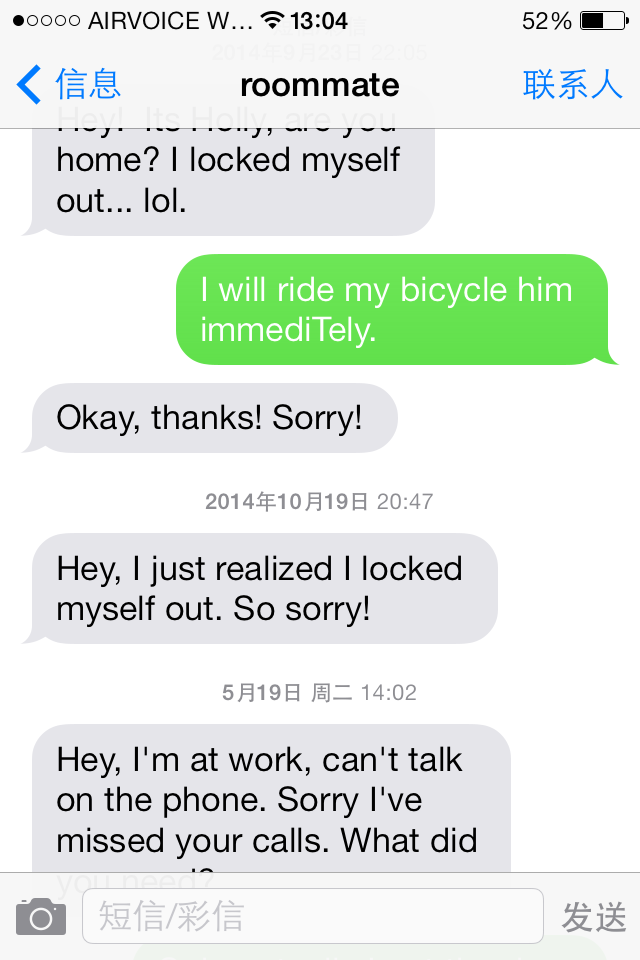 AIRVOICE W... 13:04 52%
2014年9月23日 22:05
信息 roommate 联系人
Hey! Its Holly, are you
home? I locked myself
out... lol.
I will ride my bicycle him
immediTely.
Okay, thanks! Sorry!
2014年10月19日 20:47
Hey, I just realized I locked
myself out. So sorry!
5月19日 周二 14:02
Hey, I'm at work, can't talk
on the phone. Sorry I've
missed your calls. What did
you need?
短信/彩信 发送